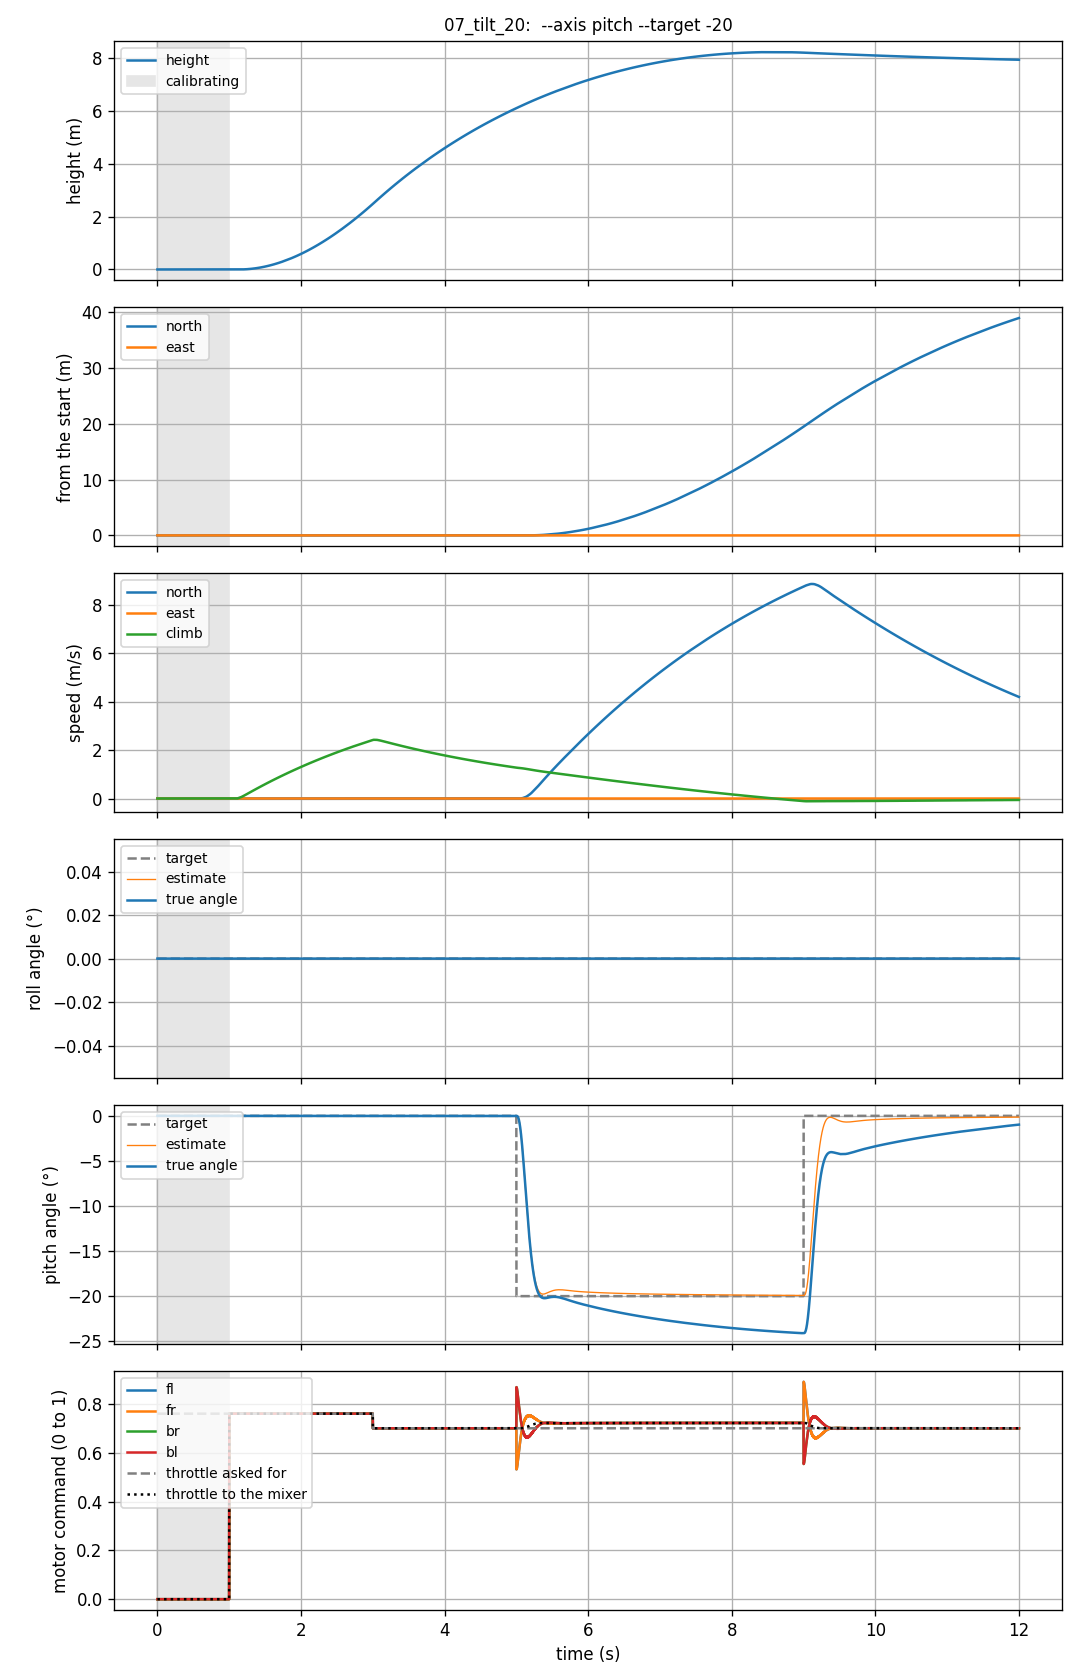 07_tilt_20:  --axis pitch --target -20
8
6
4
2
0
height (m)
height
calibrating
40
30
20
10
0
from the start (m)
north
east
8
6
4
2
0
speed (m/s)
north
east
climb
0.04
0.02
0.00
−0.02
−0.04
roll angle (°)
target
estimate
true angle
0
−5
−10
−15
−20
−25
pitch angle (°)
target
estimate
true angle
0.8
0.6
0.4
0.2
0.0
motor command (0 to 1)
fl
fr
br
bl
throttle asked for
throttle to the mixer
0 2 4 6 8 10 12
time (s)